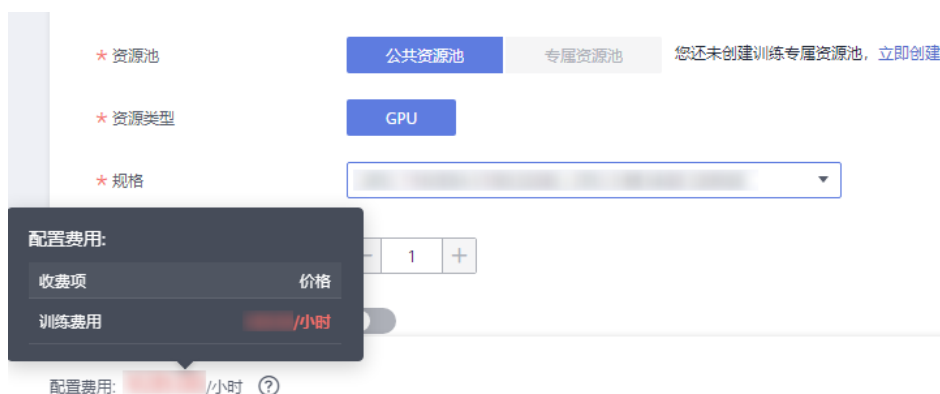 * 资源池 公共资源池 专属资源池 您还未创建训练专属资源池，立即创建
* 资源类型 GPU
* 规格
配置费用:
收费项 价格
训练费用 /小时
1
配置费用: /小时